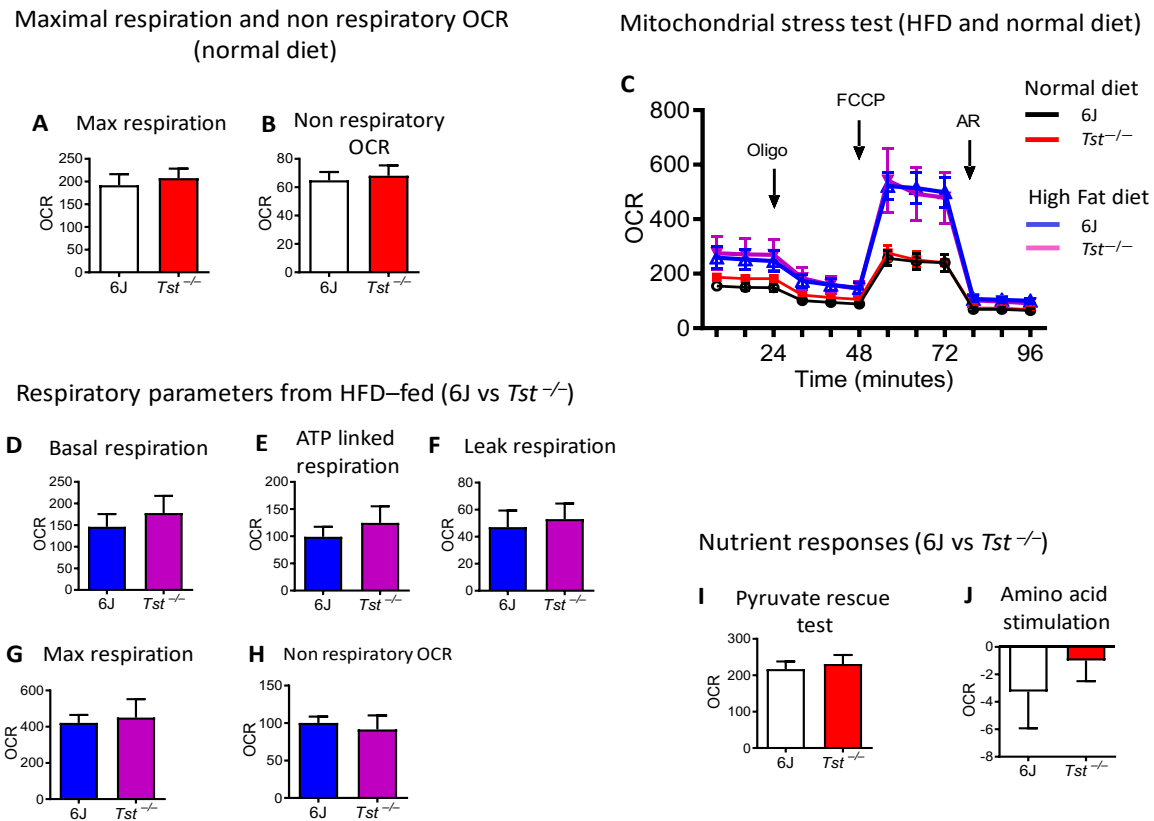 Maximal respiration and non respiratory OCR
(normal diet)
A Max respiration
250
200
150
100
50
0
OCR
6J Tst−/−
B Non respiratory
OCR
80
60
40
20
0
OCR
6J Tst−/−
Mitochondrial stress test (HFD and normal diet)
C
800
600
400
200
0
OCR
Oligo
FCCP
AR
24 48 72 96
Time (minutes)
Normal diet
6J
Tst−/−
High Fat diet
6J
Tst−/−
Respiratory parameters from HFD–fed (6J vs Tst −/−)
D Basal respiration
250
200
150
100
50
0
OCR
6J Tst −/−
E ATP linked
respiration
200
150
100
50
0
OCR
6J Tst −/−
F Leak respiration
80
60
40
20
0
OCR
6J Tst −/−
G Max respiration
600
400
200
0
OCR
6J Tst −/−
H Non respiratory OCR
150
100
50
0
OCR
6J Tst −/−
Nutrient responses (6J vs Tst −/−)
I Pyruvate rescue
test
300
200
100
0
OCR
6J Tst −/−
J Amino acid
stimulation
0
-2
-4
-6
-8
OCR
6J Tst −/−